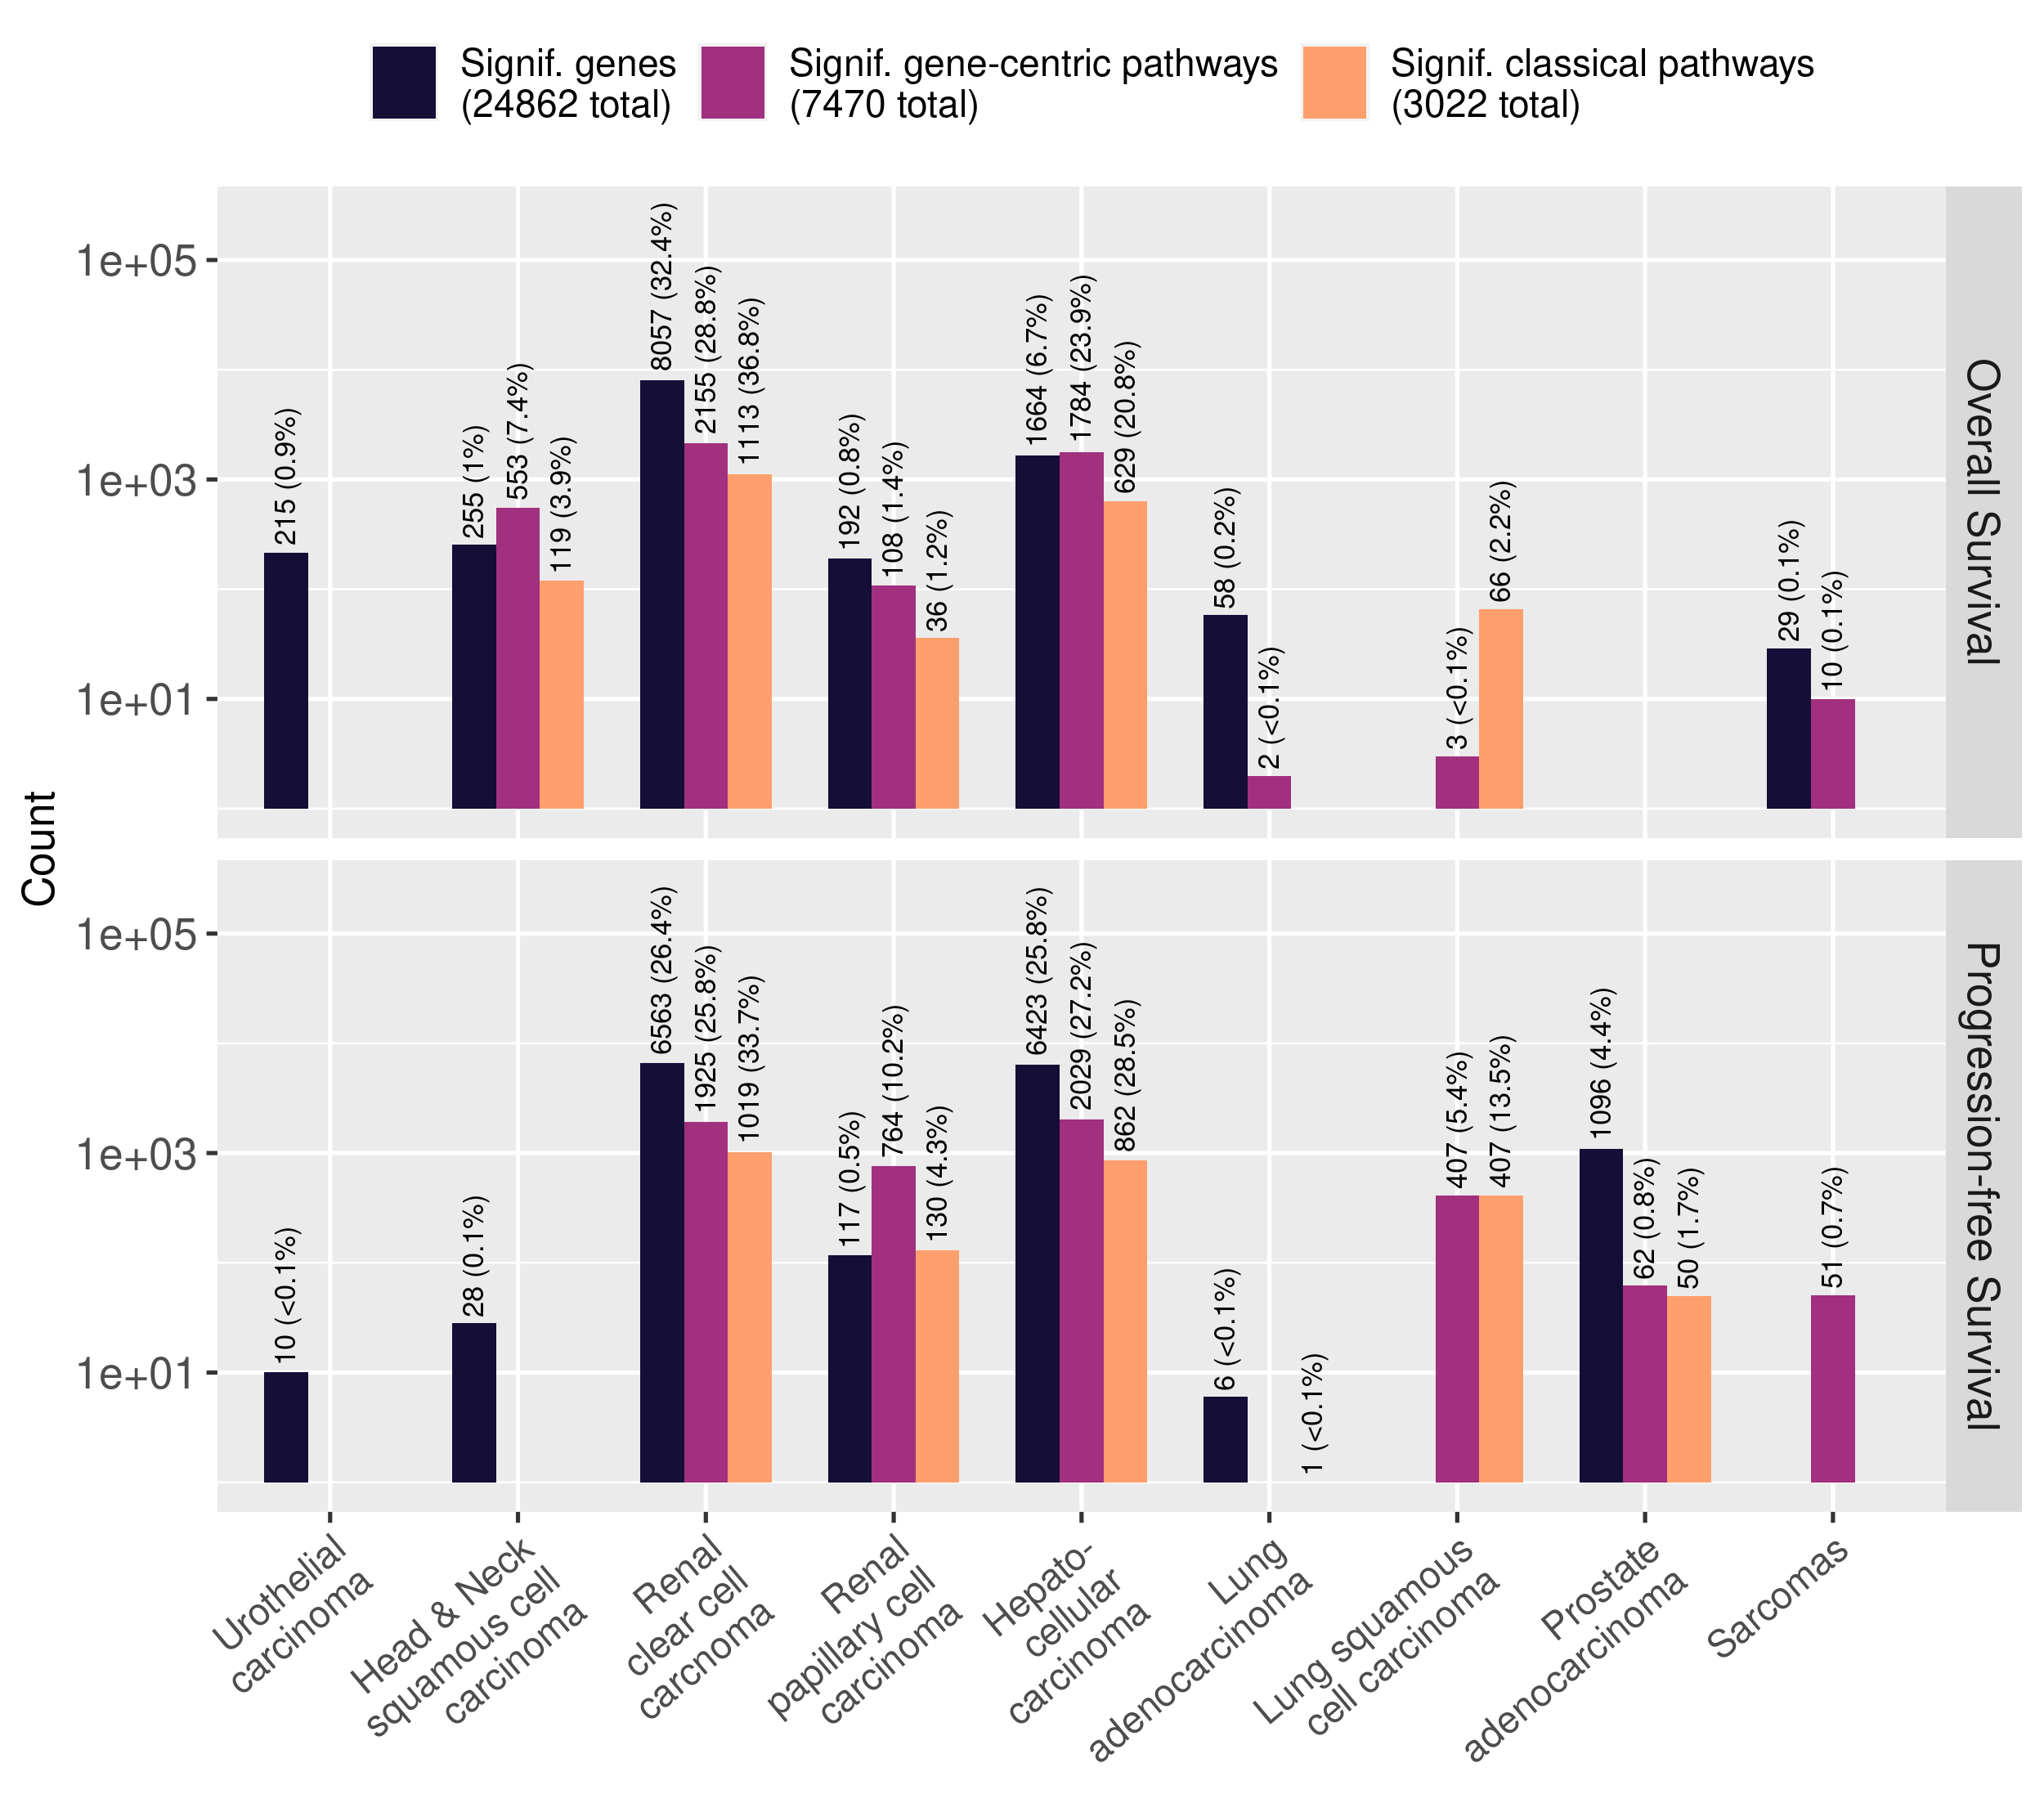 Signif. genes
(24862 total)
Signif. gene-centric pathways
(7470 total)
Signif. classical pathways
(3022 total)
Count
1e+05
1e+03
1e+01
215 (0.9%)
255 (1%)
553 (7.4%)
119 (3.9%)
8057 (32.4%)
2155 (28.8%)
1113 (36.8%)
192 (0.8%)
108 (1.4%)
36 (1.2%)
1664 (6.7%)
1784 (23.9%)
629 (20.8%)
58 (0.2%)
2 (<0.1%)
3 (<0.1%)
66 (2.2%)
29 (0.1%)
10 (0.1%)
Overall Survival
1e+05
1e+03
1e+01
10 (<0.1%)
28 (0.1%)
6563 (26.4%)
1925 (25.8%)
1019 (33.7%)
117 (0.5%)
764 (10.2%)
130 (4.3%)
6423 (25.8%)
2029 (27.2%)
862 (28.5%)
6 (<0.1%)
1 (<0.1%)
407 (5.4%)
407 (13.5%)
1096 (4.4%)
62 (0.8%)
50 (1.7%)
51 (0.7%)
Progression-free Survival
Urothelial
carcinoma
Head & Neck
squamous cell
carcinoma
Renal
clear cell
carcnoma
Renal
papillary cell
carcinoma
Hepato-
cellular
carcinoma
Lung
adenocarcinoma
Lung squamous
cell carcinoma
Prostate
adenocarcinoma
Sarcomas